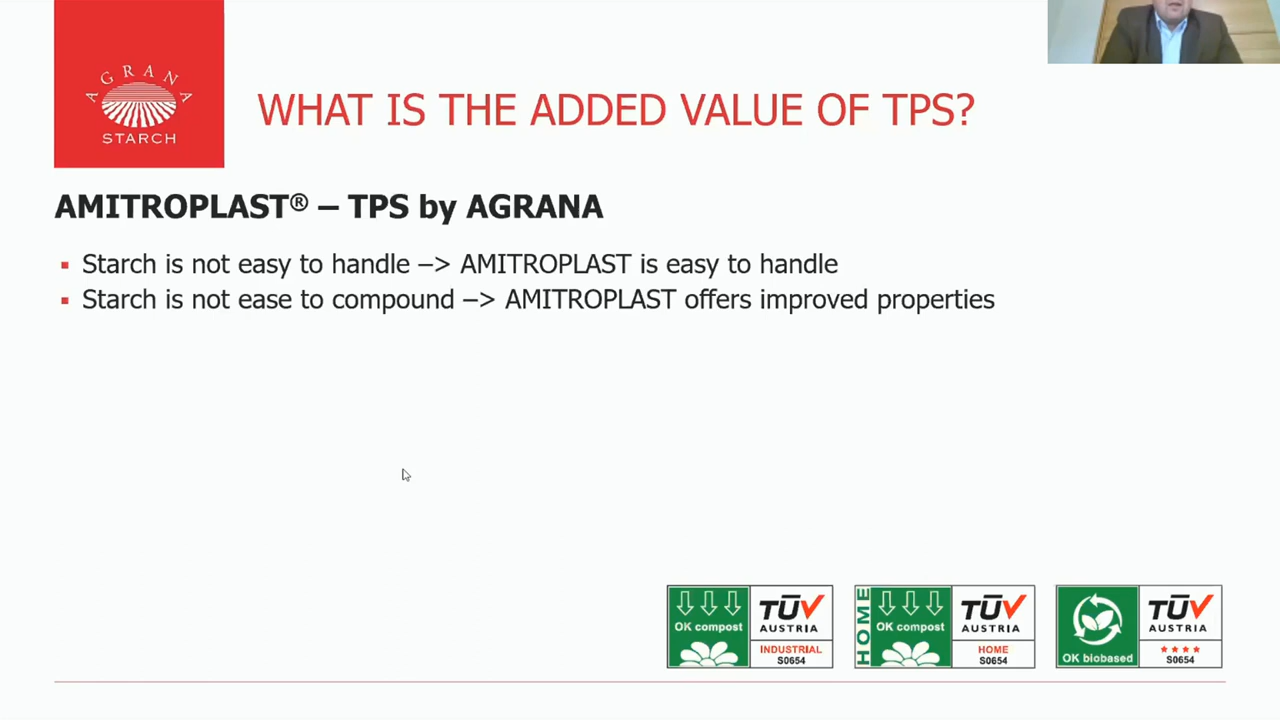 AGRANA
STARCH
WHAT IS THE ADDED VALUE OF TPS?
AMITROPLAST® – TPS by AGRANA
▪ Starch is not easy to handle –> AMITROPLAST is easy to handle
▪ Starch is not ease to compound –> AMITROPLAST offers improved properties
OK compost
TÜV
AUSTRIA
INDUSTRIAL
S0654
HOME
OK compost
TÜV
AUSTRIA
HOME
S0654
OK biobased
TÜV
AUSTRIA
★★★★
S0654